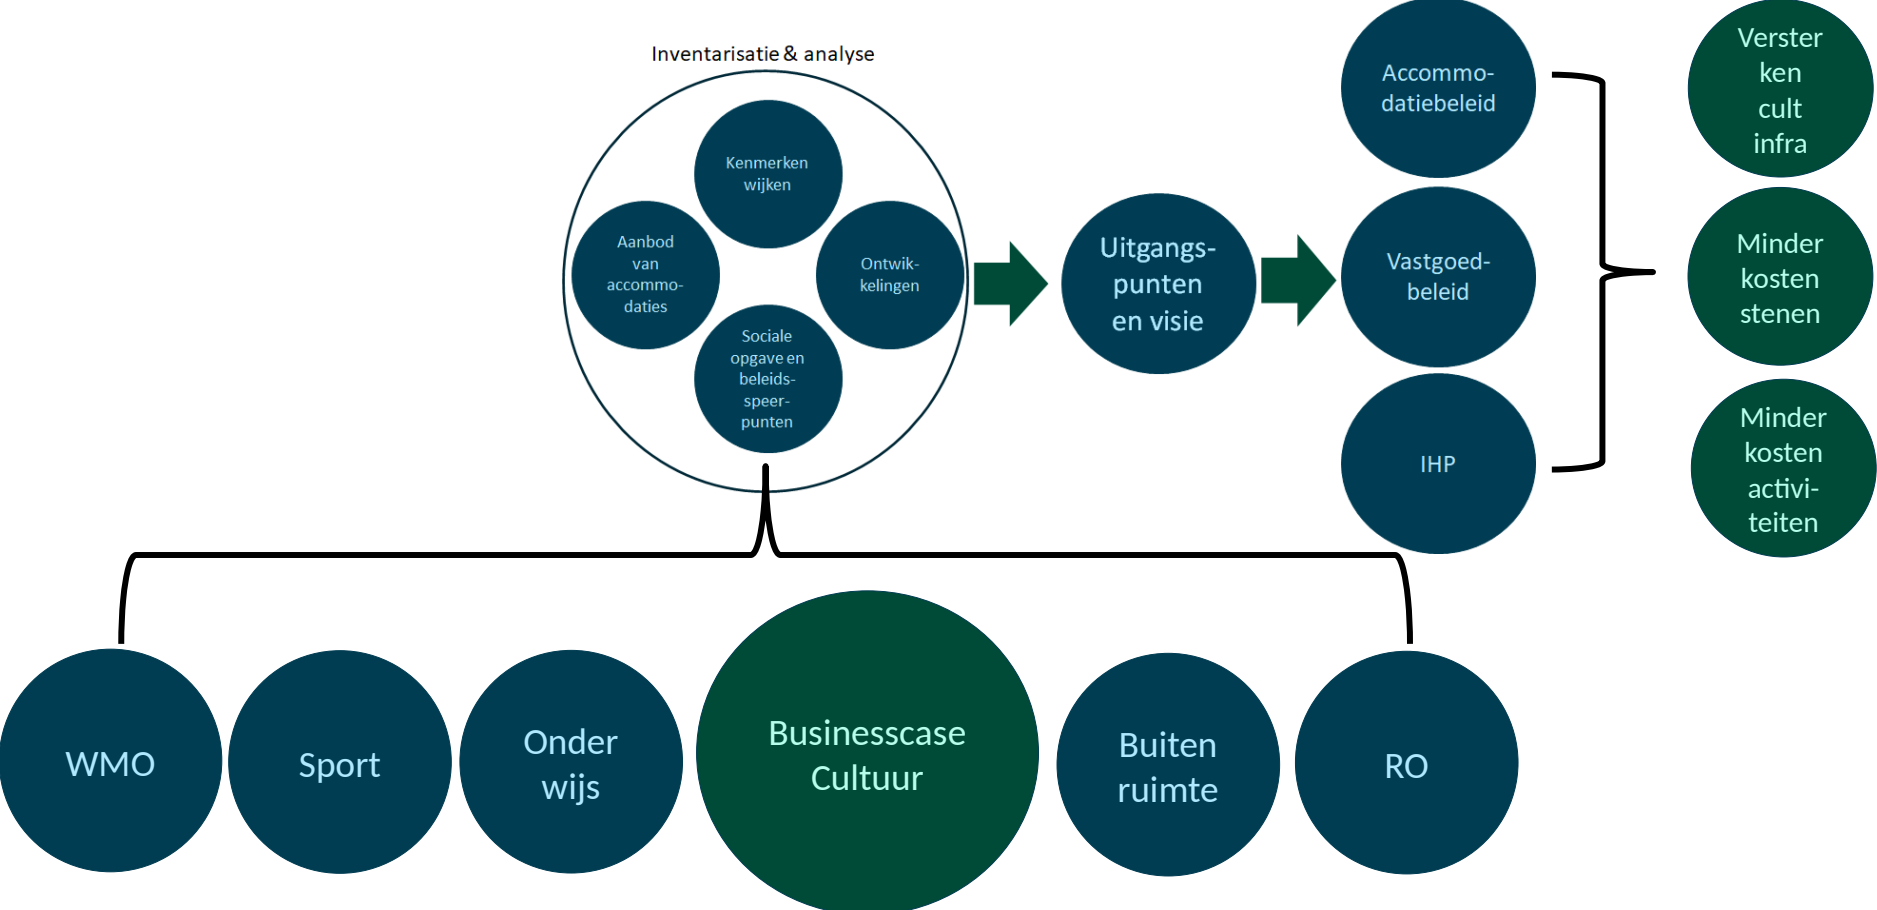 Inventarisatie & analyse
Kenmerken
wijken
Aanbod
van
accommo-
daties
Ontwik-
kelingen
Sociale
opgave en
beleids-
speer-
punten
Uitgangs-
punten
en visie
Accommo-
datiebeleid
Vastgoed-
beleid
IHP
Verster
ken
cult
infra
Minder
kosten
stenen
Minder
kosten
activi-
teiten
WMO
Sport
Onder
wijs
Businesscase
Cultuur
Buiten
ruimte
RO